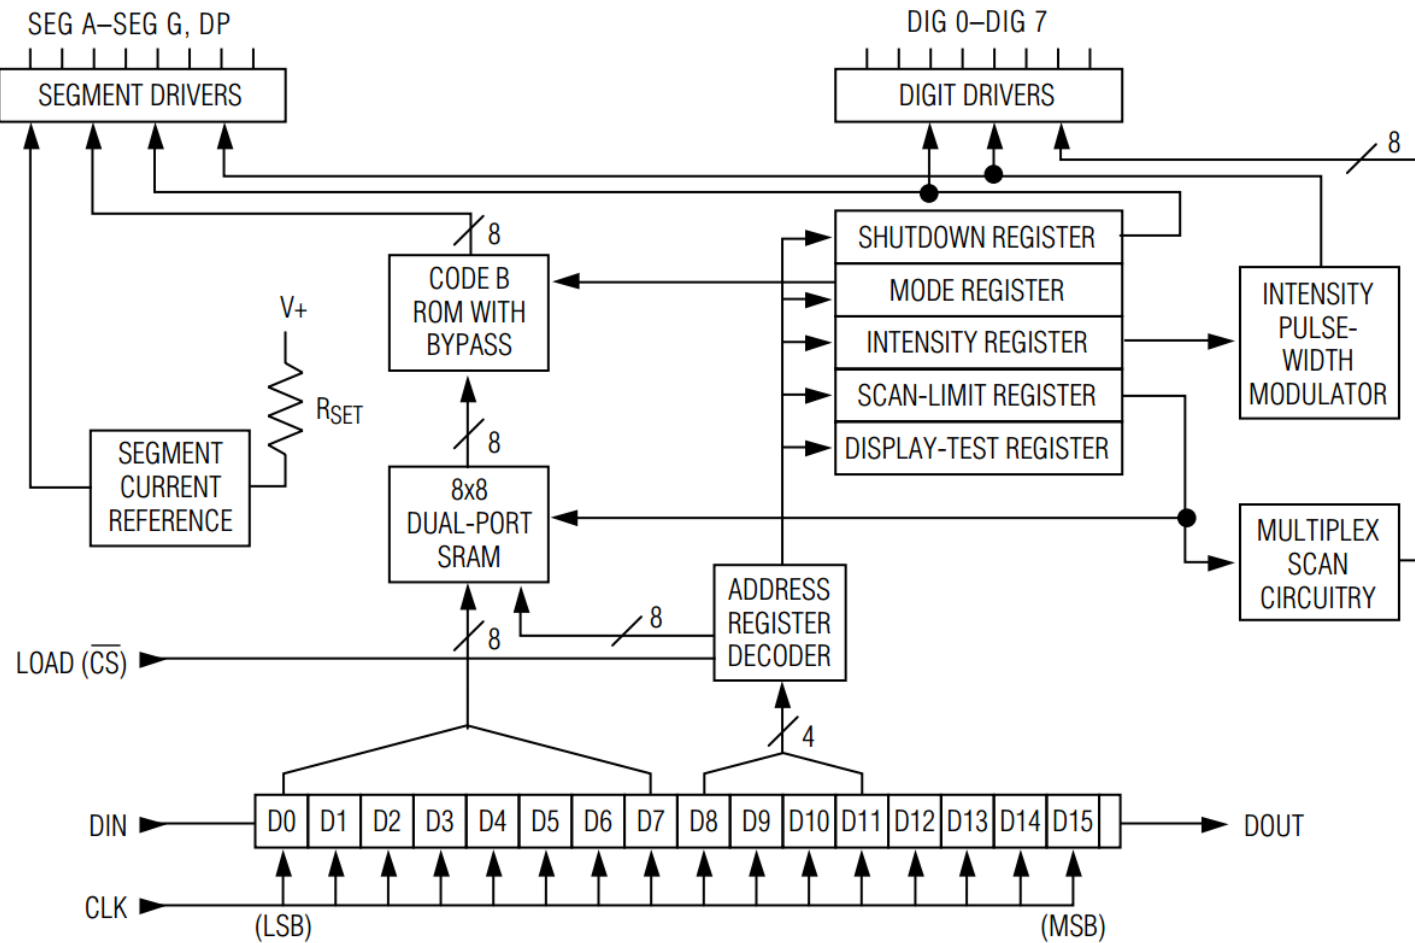 SEG A–SEG G, DP
DIG 0–DIG 7
SEGMENT DRIVERS
DIGIT DRIVERS
8
8
SHUTDOWN REGISTER
MODE REGISTER
INTENSITY REGISTER
SCAN-LIMIT REGISTER
DISPLAY-TEST REGISTER
CODE B
ROM WITH
BYPASS
INTENSITY
PULSE-
WIDTH
MODULATOR
V+
RSET
8
SEGMENT
CURRENT
REFERENCE
8x8
DUAL-PORT
SRAM
MULTIPLEX
SCAN
CIRCUITRY
ADDRESS
REGISTER
DECODER
8
8
LOAD (C̅S̅)
4
DIN
D0 D1 D2 D3 D4 D5 D6 D7 D8 D9 D10 D11 D12 D13 D14 D15
DOUT
CLK
(LSB)
(MSB)